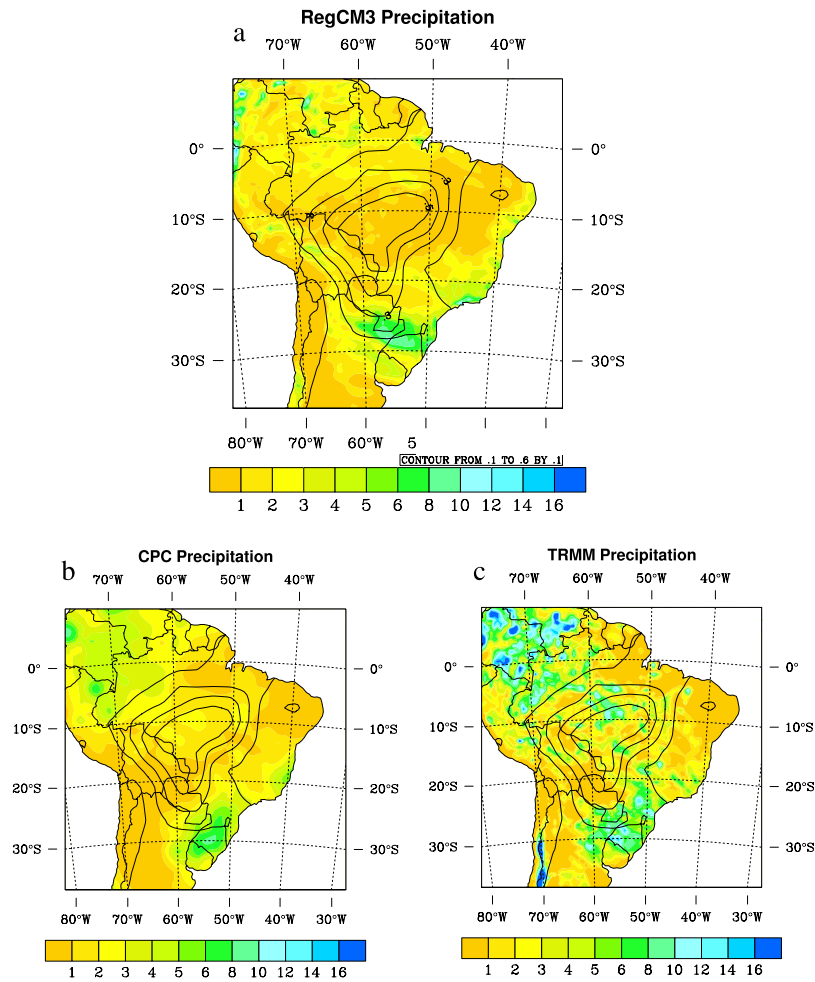 RegCM3 Precipitation
a
70°W 60°W 50°W 40°W
0° 0°
10°S 10°S
20°S 20°S
30°S 30°S
.3
.5
.3
80°W 70°W 60°W 5
CONTOUR FROM .1 TO .6 BY .1
1 2 3 4 5 6 8 10 12 14 16
b CPC Precipitation
70°W 60°W 50°W 40°W
0° 0°
10°S 10°S
20°S 20°S
30°S 30°S
80°W 70°W 60°W 50°W 40°W 30°W
1 2 3 4 5 6 8 10 12 14 16
c TRMM Precipitation
70°W 60°W 50°W 40°W
0° 0°
10°S 10°S
20°S 20°S
30°S 30°S
80°W 70°W 60°W 50°W 40°W 30°W
1 2 3 4 5 6 8 10 12 14 16